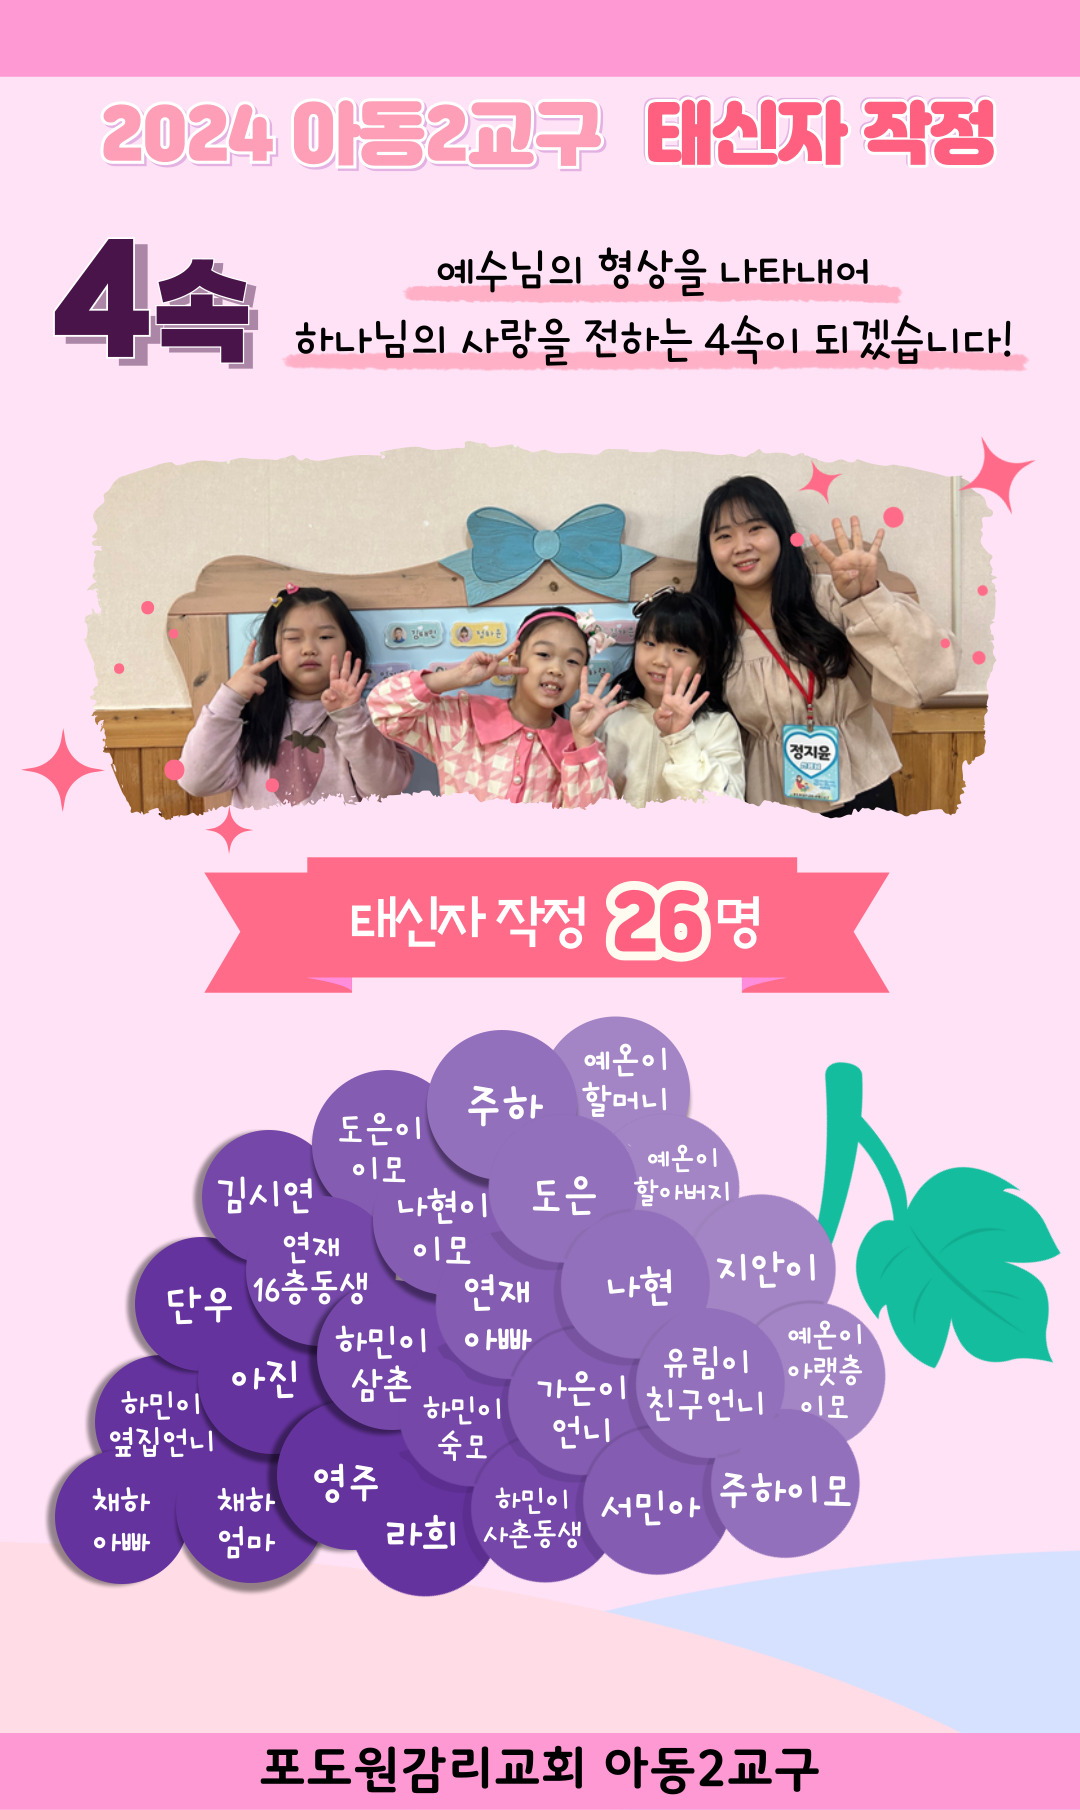 2024 아동2교구 태신자 작정
4속
예수님의 형상을 나타내어
하나님의 사랑을 전하는 4속이 되겠습니다!
정지윤
태신자 작정 26명
예온이
할머니
주하
도은이
이모
예온이
할아버지
김시연
나현이
이모
도은
연재
16층동생
지안이
단우
연재
아빠
나현
하민이
삼촌
예온이
아랫층
이모
아진
유림이
친구언니
가은이
언니
하민이
숙모
하민이
옆집언니
영주
주하이모
채하
아빠
채하
엄마
라희
하민이
사촌동생
서민아
포도원감리교회 아동2교구